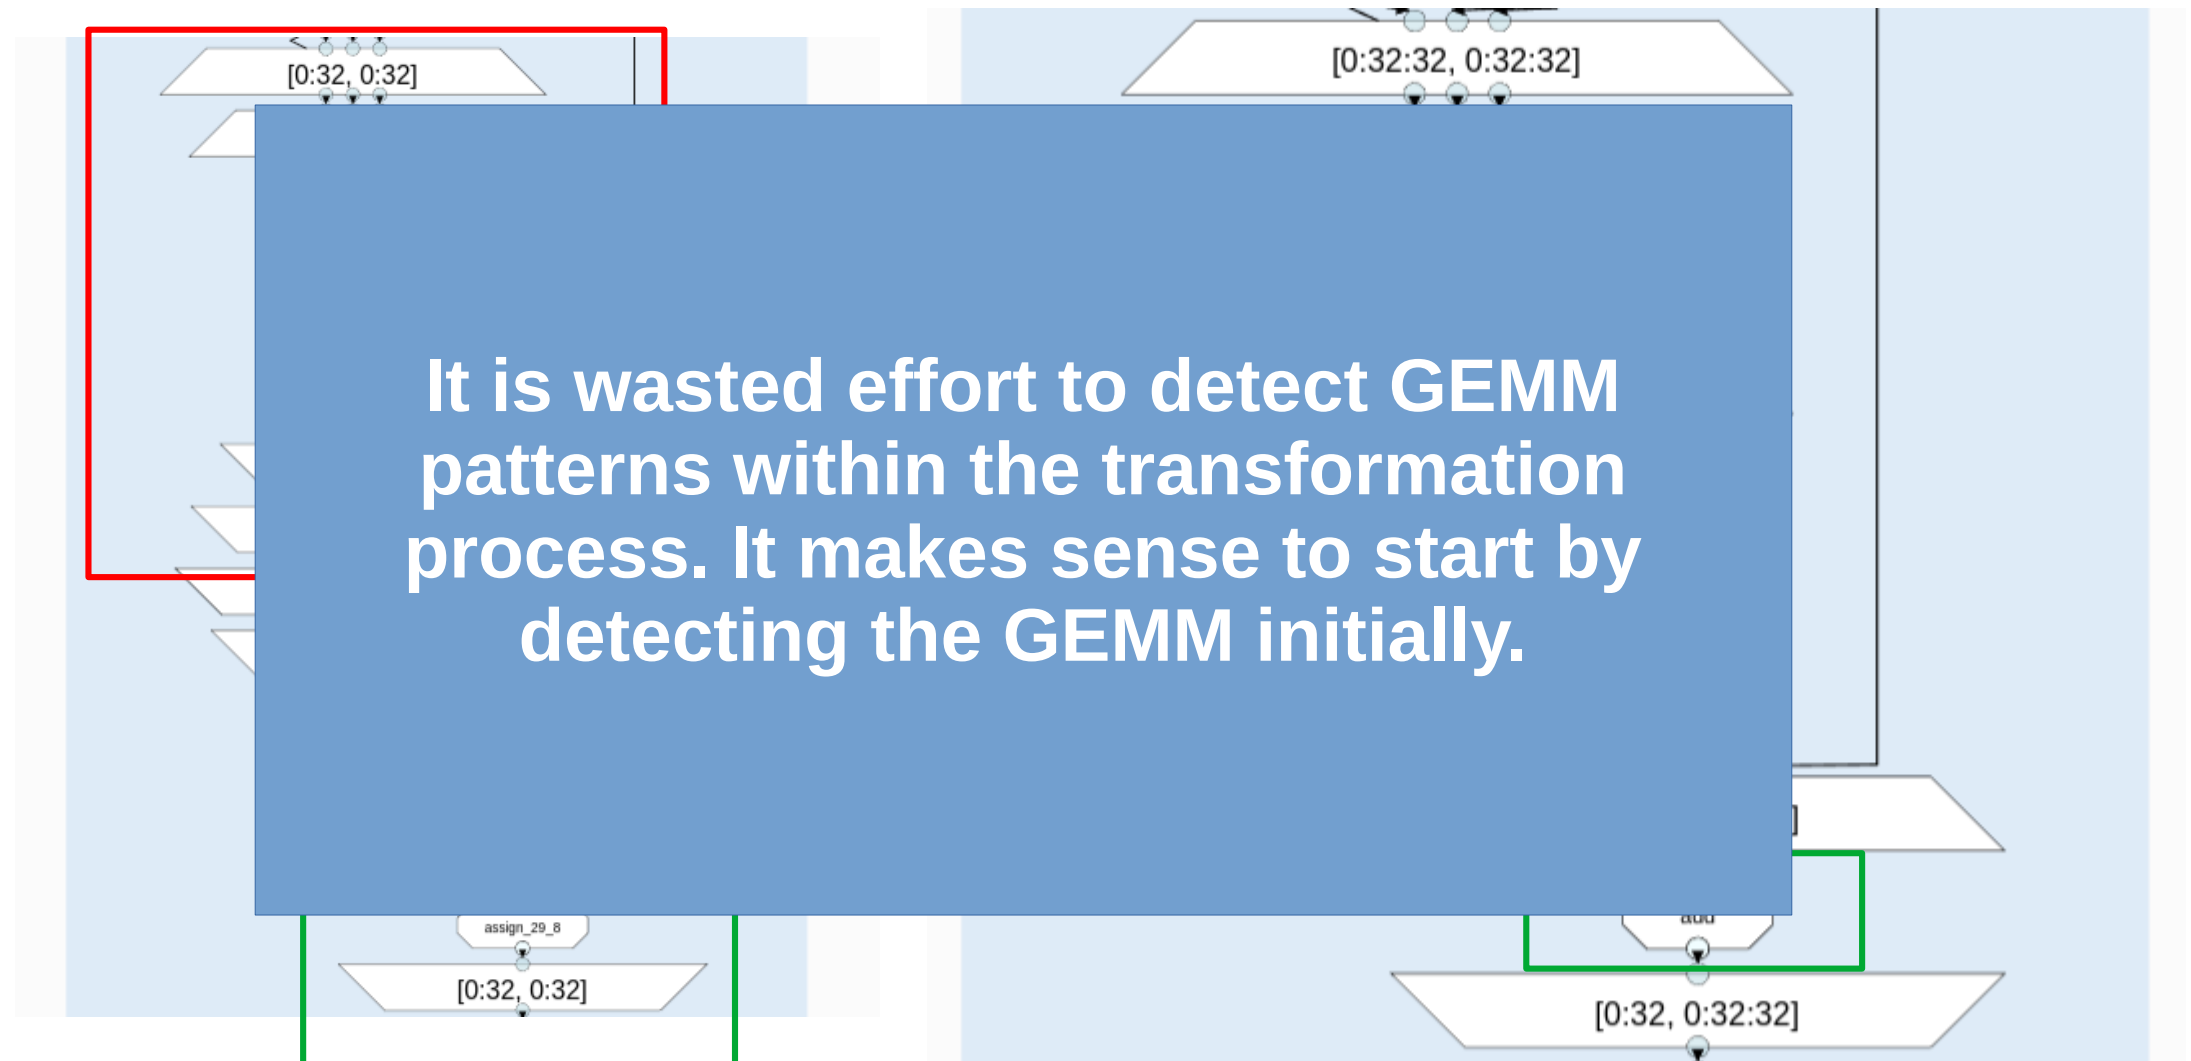 [0:32, 0:32]
[0:32:32, 0:32:32]
It is wasted effort to detect GEMM
patterns within the transformation
process. It makes sense to start by
detecting the GEMM initially.
]
add
assign_29_8
[0:32, 0:32]
[0:32, 0:32:32]